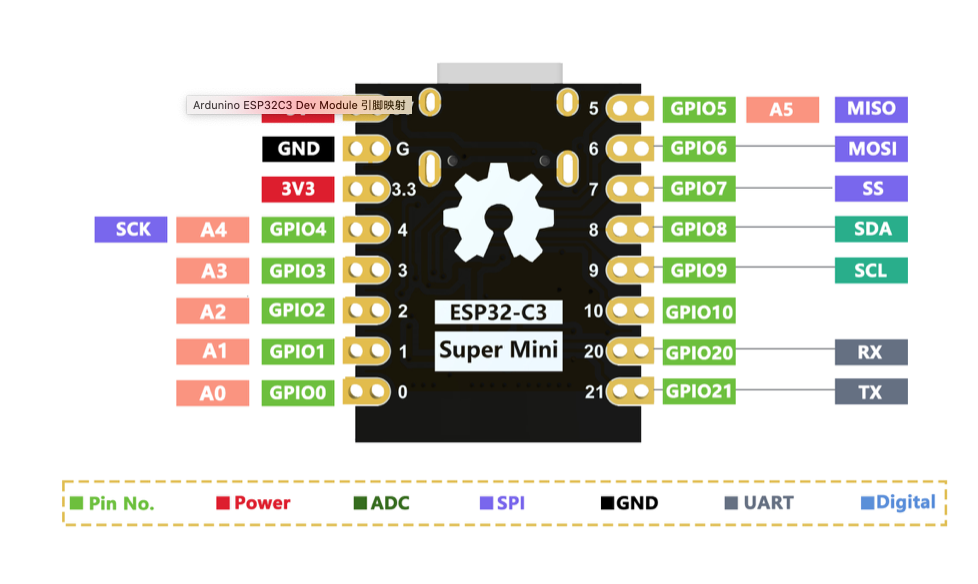 Ardunino ESP32C3 Dev Module 引脚映射
5 GPIO5 A5 MISO
GND G 6 GPIO6 MOSI
3V3 3.3 7 GPIO7 SS
SCK A4 GPIO4 4 8 GPIO8 SDA
A3 GPIO3 3 9 GPIO9 SCL
A2 GPIO2 2 10 GPIO10
ESP32-C3
A1 GPIO1 1 Super Mini 20 GPIO20 RX
A0 GPIO0 0 21 GPIO21 TX
Pin No. Power ADC SPI GND UART Digital